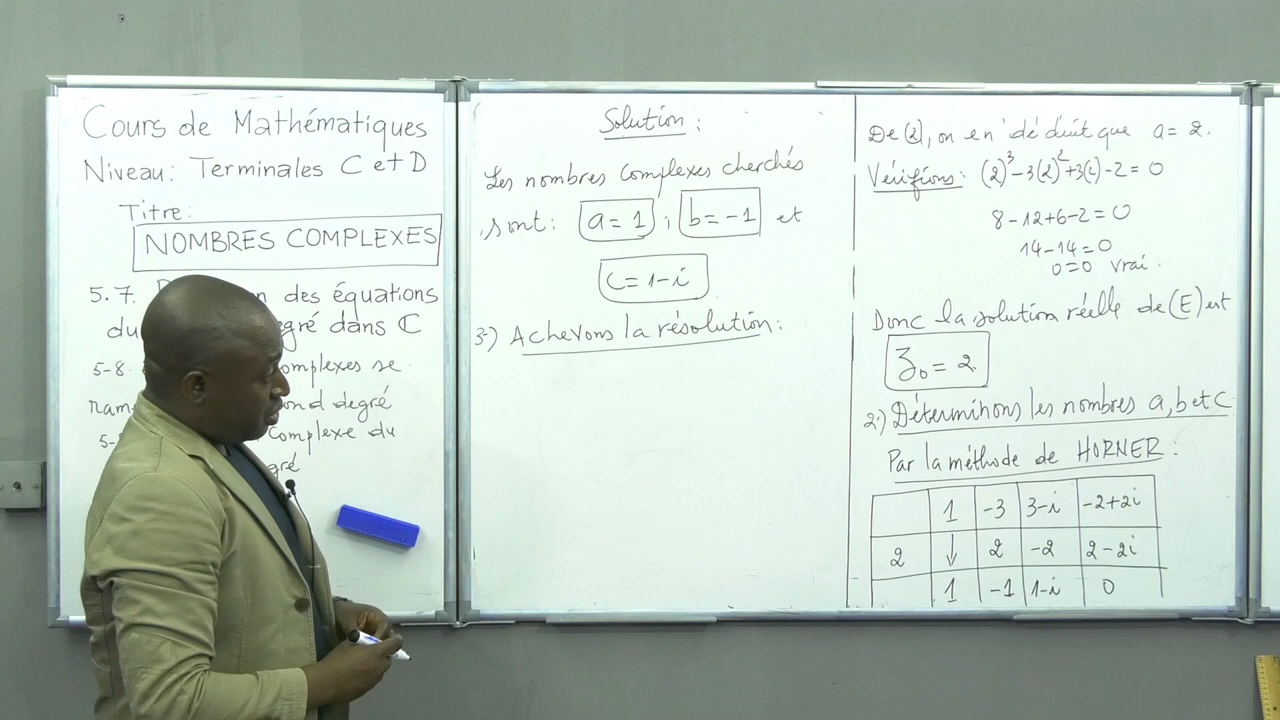 Cours de Mathématiques
Niveau: Terminales C et D
Titre:
NOMBRES COMPLEXES
5.7. des équations
du egré dans ℂ
5-8 omplexes se
ram ond degré
5- Complexe du
gré
Solution:
Les nombres complexes cherchés
sont: a = 1 ; b = -1 et
C = 1-i
3°) Achevons la résolution:
De (2), on en déduit que a = 2.
Vérifions: (2)³-3(2)²+3(2)-2 = 0
8-12+6-2 = 0
14-14 = 0
0=0 vrai.
Donc la solution réelle de (E) est
z₀ = 2
2°) Déterminons les nombres a, b et C
Par la méthode de HORNER:
1 -3 3-i -2+2i
2 ↓ 2 -2 2-2i
1 -1 1-i 0